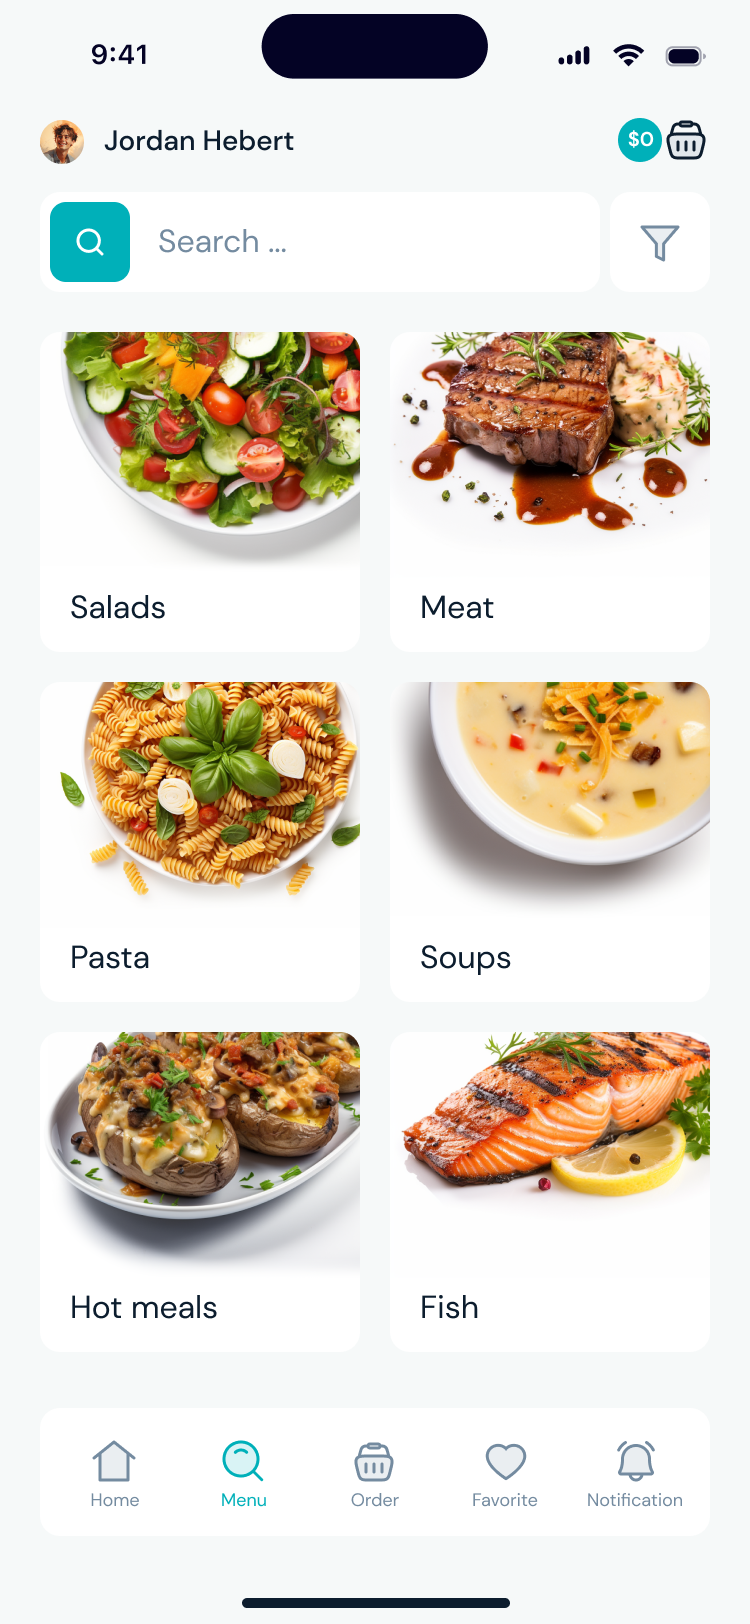 9:41
Jordan Hebert
$0
Search ...
Salads
Meat
Pasta
Soups
Hot meals
Fish
Home
Menu
Order
Favorite
Notification